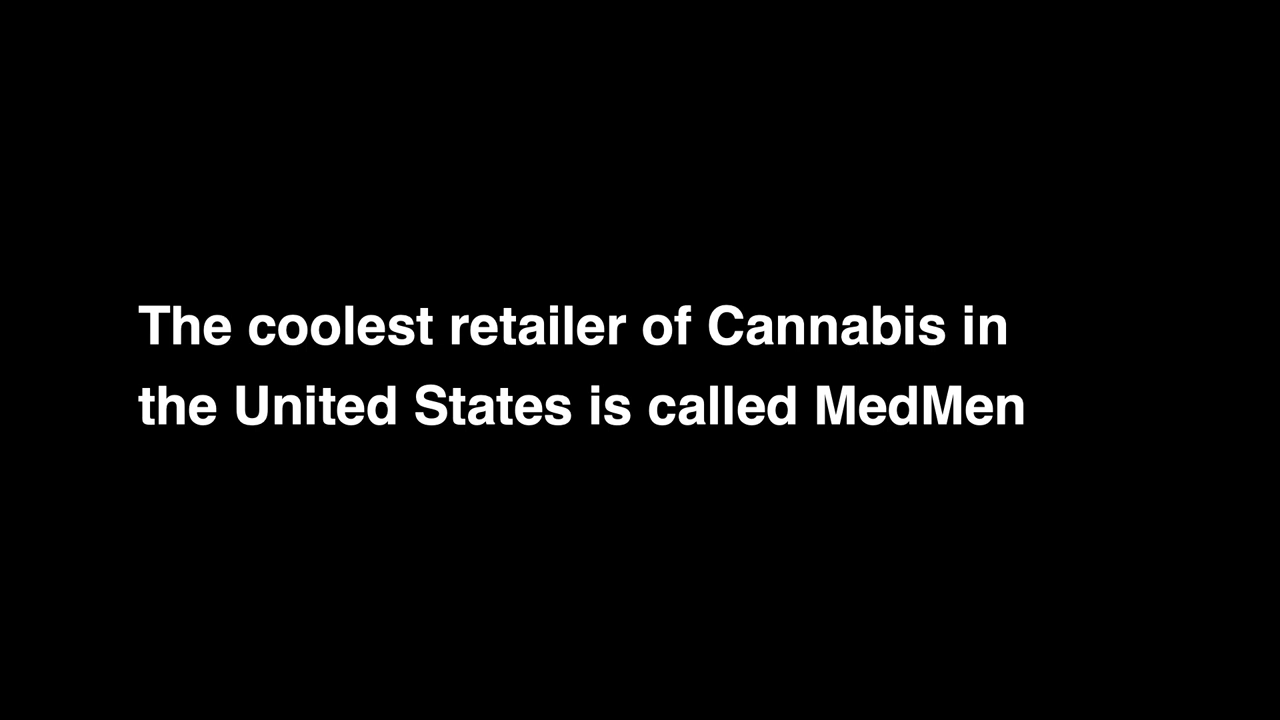 The coolest retailer of Cannabis in
the United States is called MedMen